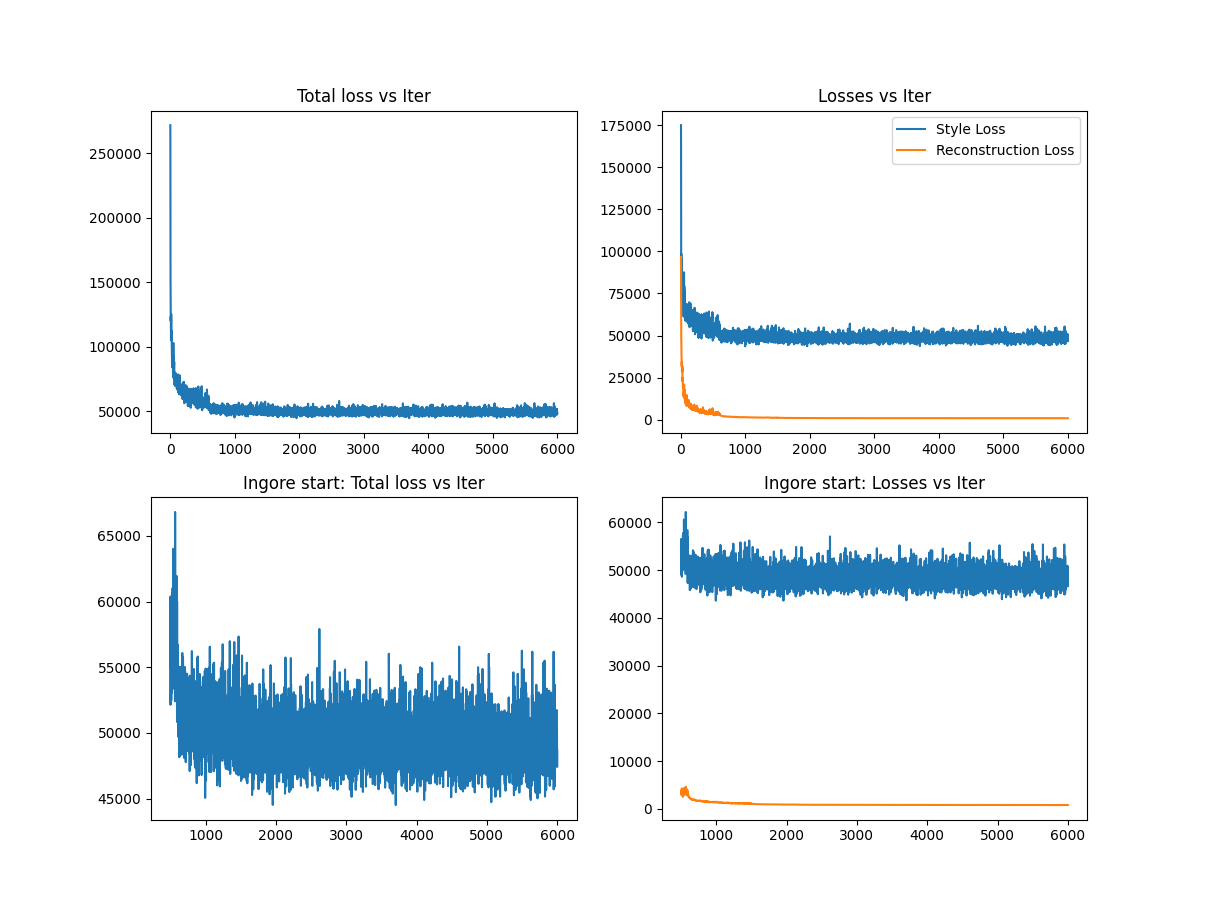 Total loss vs Iter
250000
200000
150000
100000
50000
0 1000 2000 3000 4000 5000 6000
Losses vs Iter
Style Loss
Reconstruction Loss
175000
150000
125000
100000
75000
50000
25000
0
0 1000 2000 3000 4000 5000 6000
Ingore start: Total loss vs Iter
65000
60000
55000
50000
45000
1000 2000 3000 4000 5000 6000
Ingore start: Losses vs Iter
60000
50000
40000
30000
20000
10000
0
1000 2000 3000 4000 5000 6000